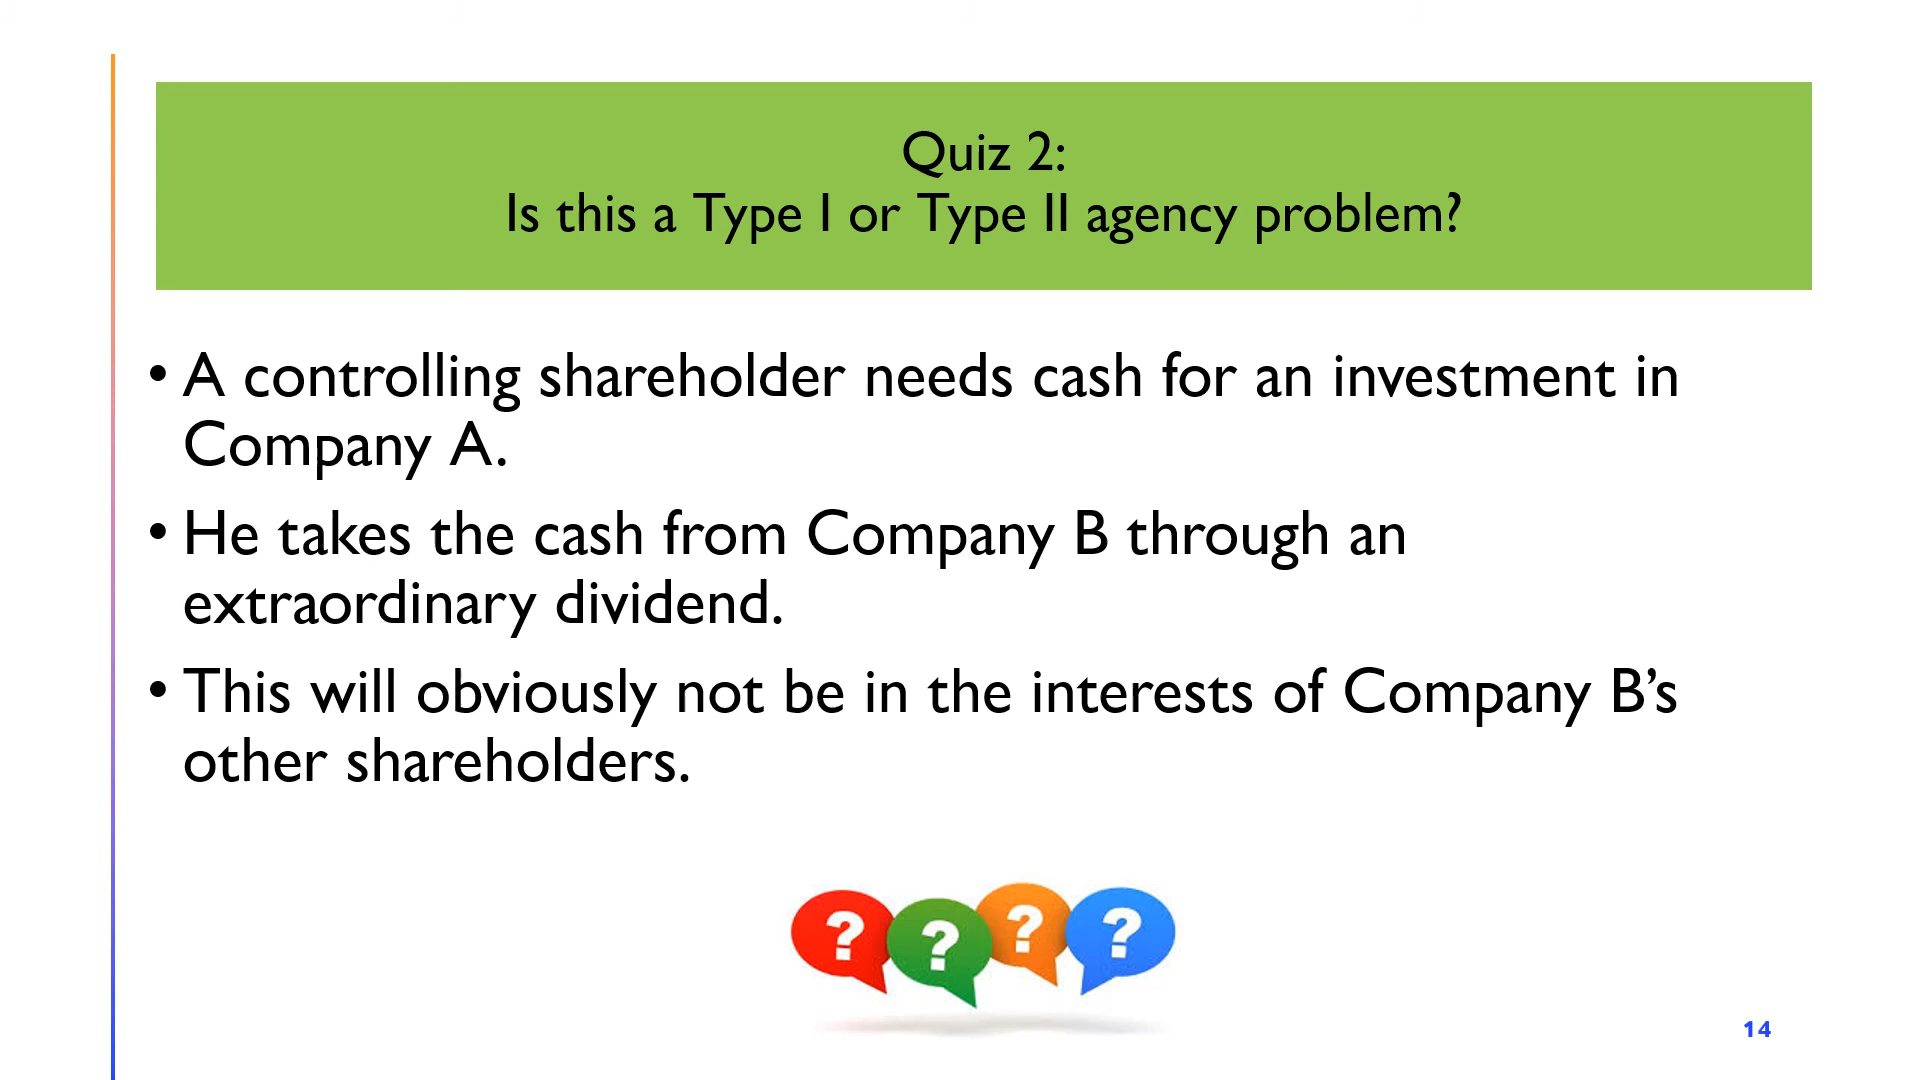 Quiz 2:
Is this a Type I or Type II agency problem?
• A controlling shareholder needs cash for an investment in
Company A.
• He takes the cash from Company B through an
extraordinary dividend.
• This will obviously not be in the interests of Company B’s
other shareholders.
? ? ? ?
14